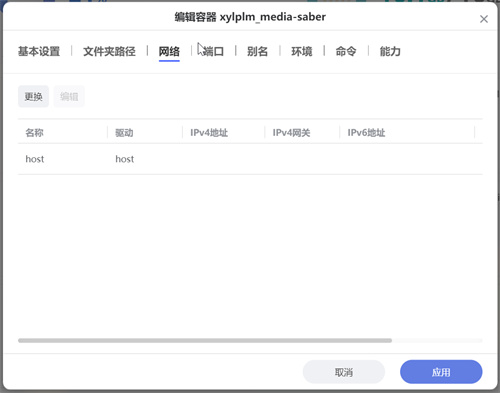 编辑容器 xylplm_media-saber
基本设置 文件夹路径 网络 端口 别名 环境 命令 能力
更换 编辑
名称 驱动 IPv4地址 IPv4网关 IPv6地址
host host
取消 应用